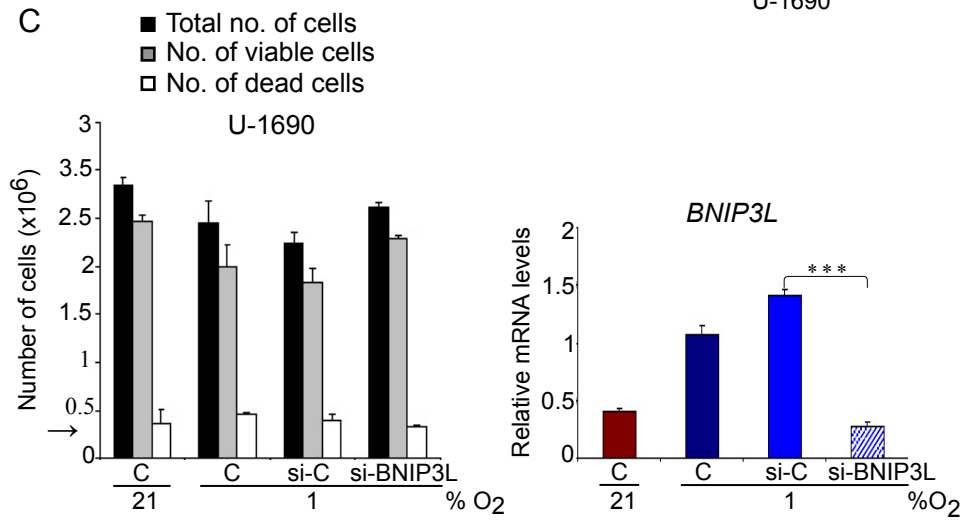 U-1690
C
Total no. of cells
No. of viable cells
No. of dead cells
U-1690
Number of cells (x10⁶)
3
3.5
2.5
2
1.5
1
0.5
→
0
C C si-C si-BNIP3L
21 1 % O₂
BNIP3L
Relative mRNA levels
2
1.5
1
0.5
0
***
C C si-C si-BNIP3L
21 1 %O₂